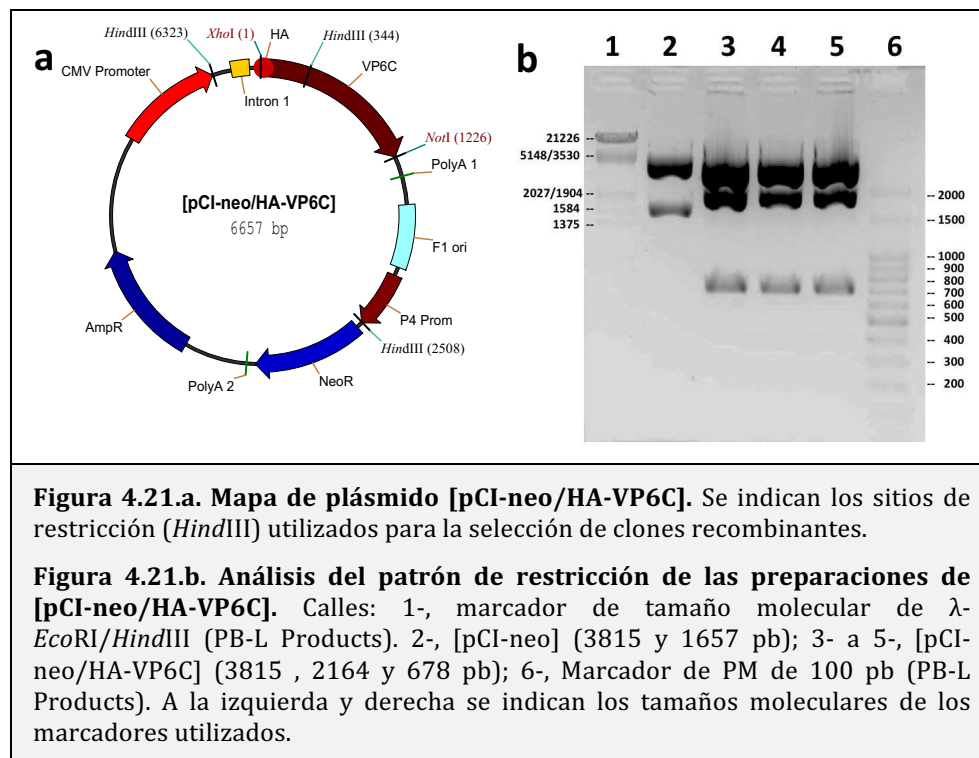 a
HindIII (6323)
XhoI (1)
HA
HindIII (344)
CMV Promoter
VP6C
Intron 1
NotI (1226)
PolyA 1
[pCI-neo/HA-VP6C]
6657 bp
F1 ori
AmpR
P4 Prom
HindIII (2508)
PolyA 2
NeoR
b
1 2 3 4 5 6
21226 --
5148/3530 --
2027/1904 --
1584 --
1375 --
-- 2000
-- 1500
-- 1000
-- 900
-- 800
-- 700
-- 600
-- 500
-- 400
-- 300
-- 200
Figura 4.21.a. Mapa de plásmido [pCI-neo/HA-VP6C]. Se indican los sitios de
restricción (HindIII) utilizados para la selección de clones recombinantes.
Figura 4.21.b. Análisis del patrón de restricción de las preparaciones de
[pCI-neo/HA-VP6C]. Calles: 1-, marcador de tamaño molecular de λ-
EcoRI/HindIII (PB-L Products). 2-, [pCI-neo] (3815 y 1657 pb); 3- a 5-, [pCI-
neo/HA-VP6C] (3815 , 2164 y 678 pb); 6-, Marcador de PM de 100 pb (PB-L
Products). A la izquierda y derecha se indican los tamaños moleculares de los
marcadores utilizados.